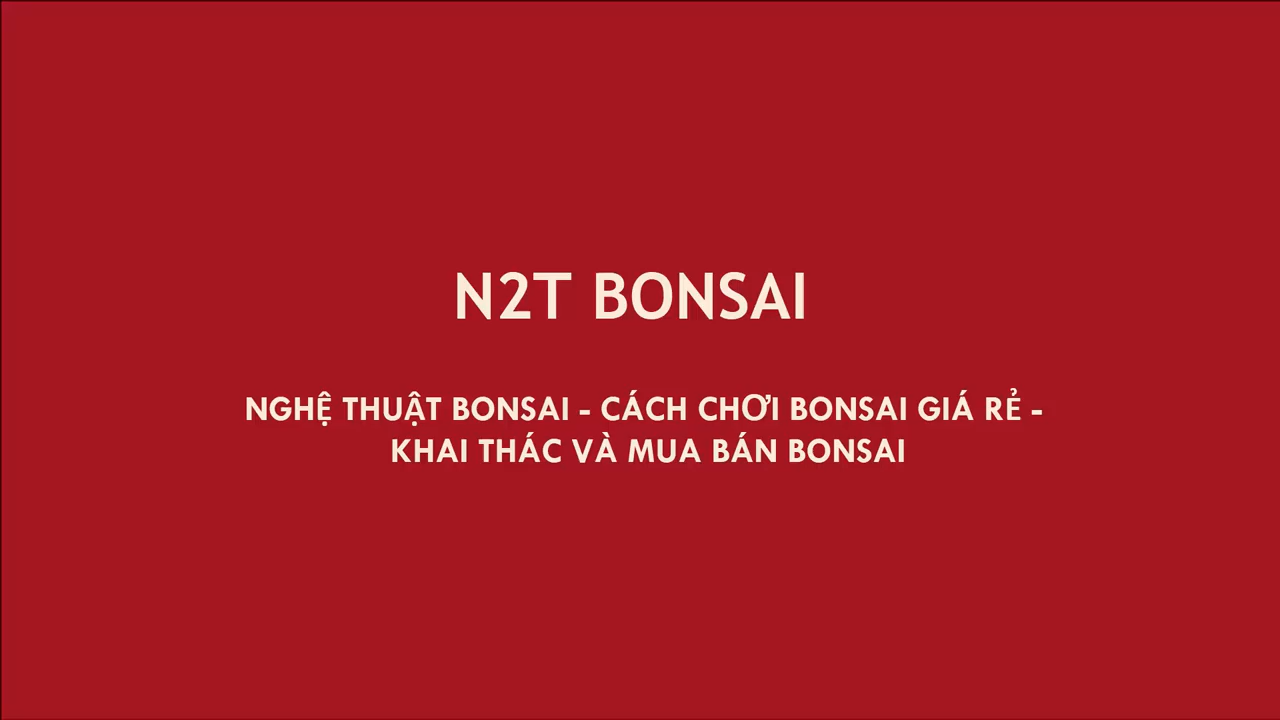 N2T BONSAI
NGHỆ THUẬT BONSAI - CÁCH CHƠI BONSAI GIÁ RẺ -
KHAI THÁC VÀ MUA BÁN BONSAI